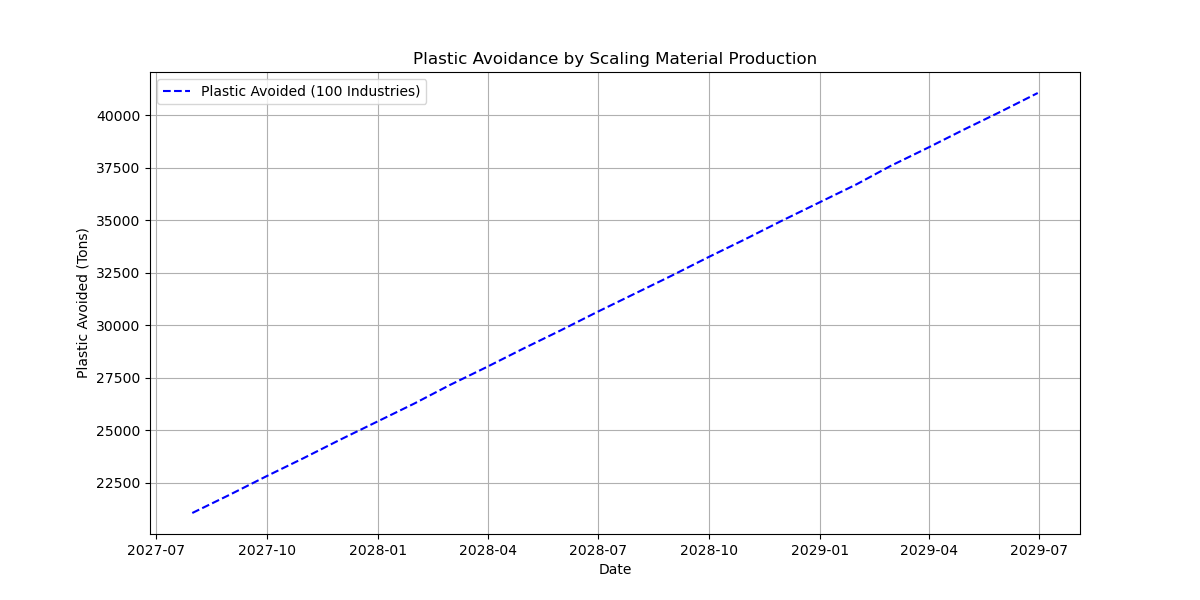 Plastic Avoidance by Scaling Material Production
Plastic Avoided (100 Industries)
Plastic Avoided (Tons)
40000
37500
35000
32500
30000
27500
25000
22500
2027-07 2027-10 2028-01 2028-04 2028-07 2028-10 2029-01 2029-04 2029-07
Date